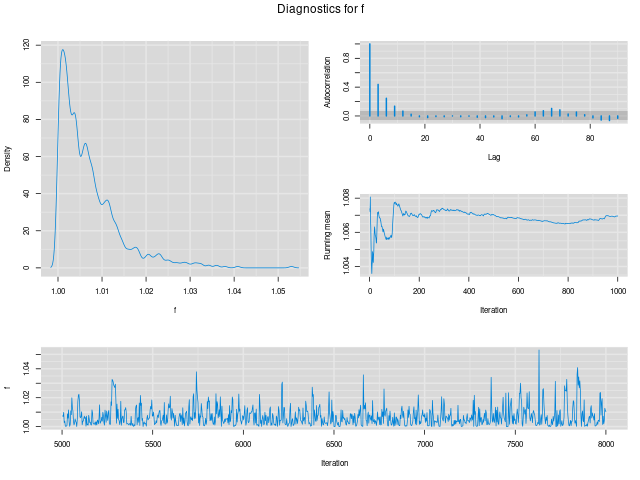 Diagnostics for f
Density
0 20 40 60 80 100 120
1.00 1.01 1.02 1.03 1.04 1.05
f
Autocorrelation
0.0 0.4 0.8
0 20 40 60 80
Lag
Running mean
1.004 1.006 1.008
0 200 400 600 800 1000
Iteration
f
1.00 1.02 1.04
5000 5500 6000 6500 7000 7500 8000
Iteration